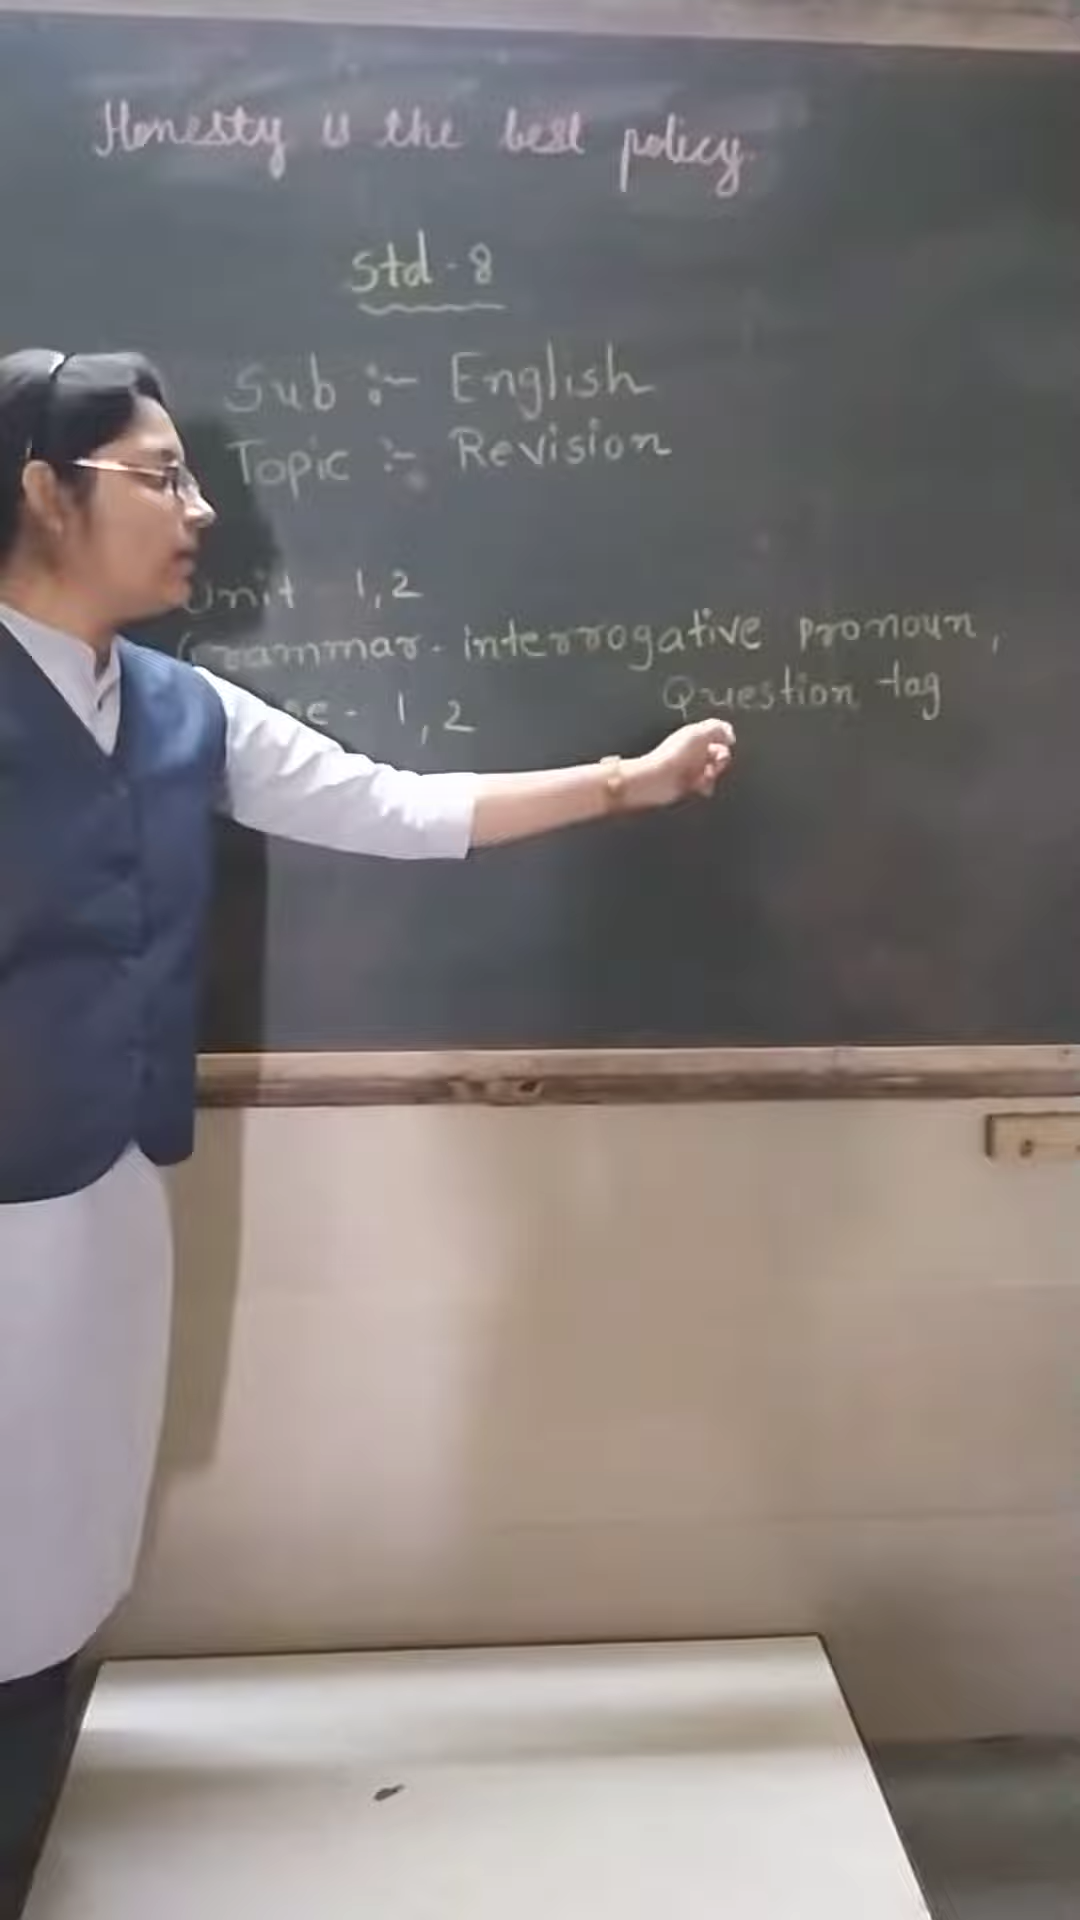 Honesty is the best policy.
Std - 8
Sub :- English
Topic :- Revision
Unit - 1, 2
Grammar - interrogative pronoun,
Question tag
- 1, 2